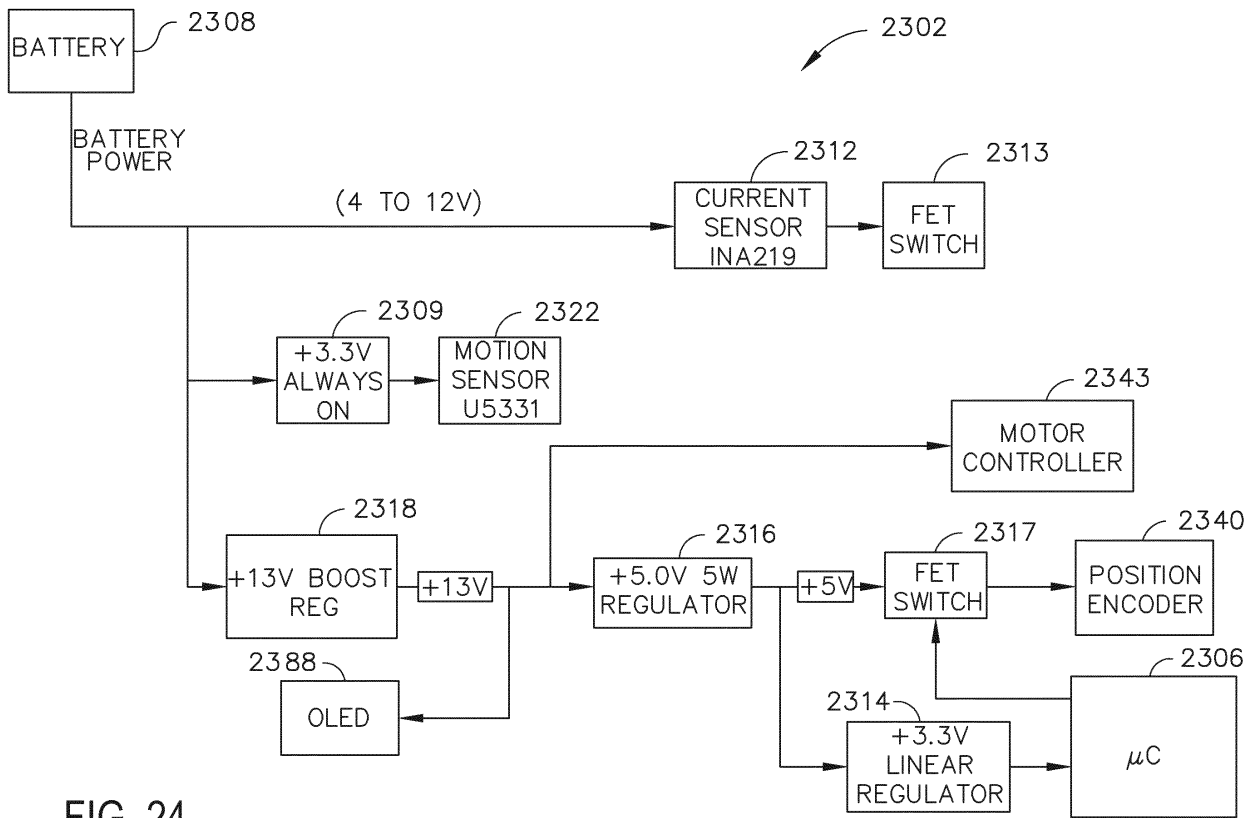 BATTERY
2308
2302
BATTERY
POWER
(4 TO 12V)
2312
CURRENT
SENSOR
INA219
2313
FET
SWITCH
2309
+3.3V
ALWAYS
ON
2322
MOTION
SENSOR
U5331
2343
MOTOR
CONTROLLER
2318
+13V BOOST
REG
+13V
2316
+5.0V 5W
REGULATOR
+5V
2317
FET
SWITCH
2340
POSITION
ENCODER
2388
OLED
2314
+3.3V
LINEAR
REGULATOR
2306
μC
FIG. 24